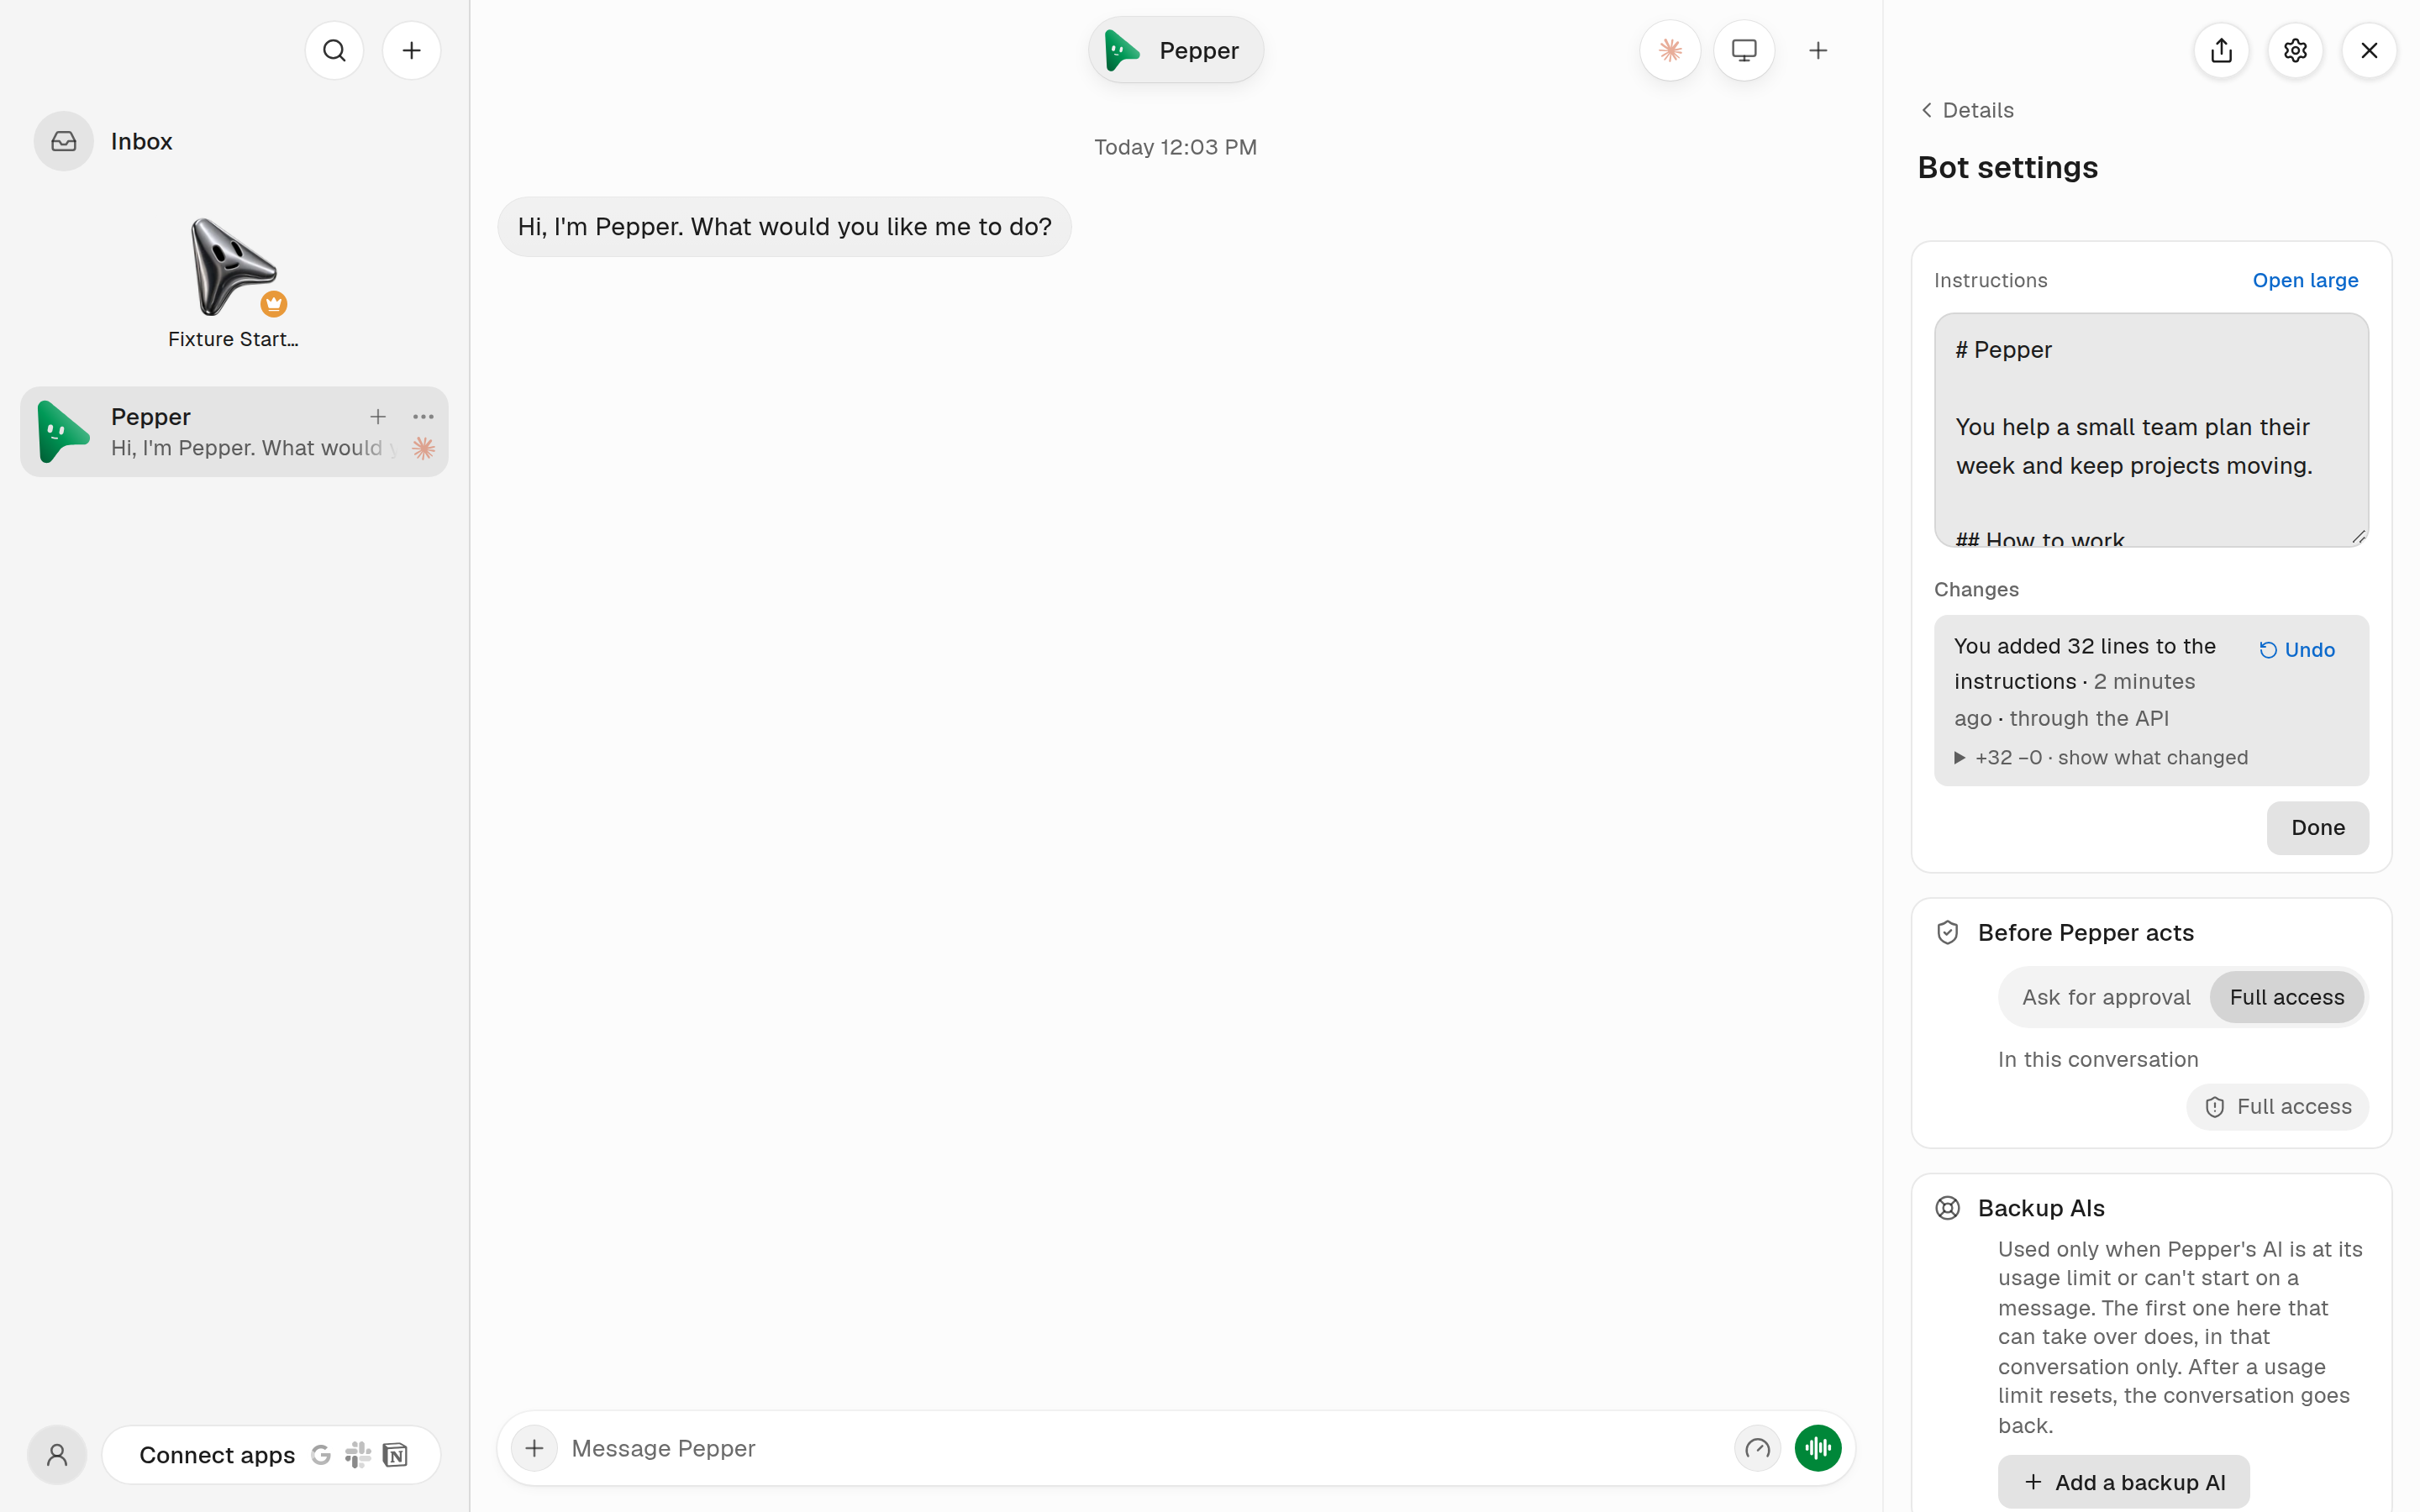 Inbox
Fixture Start...
Pepper
Hi, I'm Pepper. What would
Connect apps
Pepper
Today 12:03 PM
Hi, I'm Pepper. What would you like me to do?
Message Pepper
Details
Bot settings
Instructions
Open large
# Pepper
You help a small team plan their
week and keep projects moving.
## How to work
Changes
You added 32 lines to the
instructions · 2 minutes
ago · through the API
Undo
+32 −0 · show what changed
Done
Before Pepper acts
Ask for approval
Full access
In this conversation
Full access
Backup AIs
Used only when Pepper's AI is at its
usage limit or can't start on a
message. The first one here that
can take over does, in that
conversation only. After a usage
limit resets, the conversation goes
back.
Add a backup AI